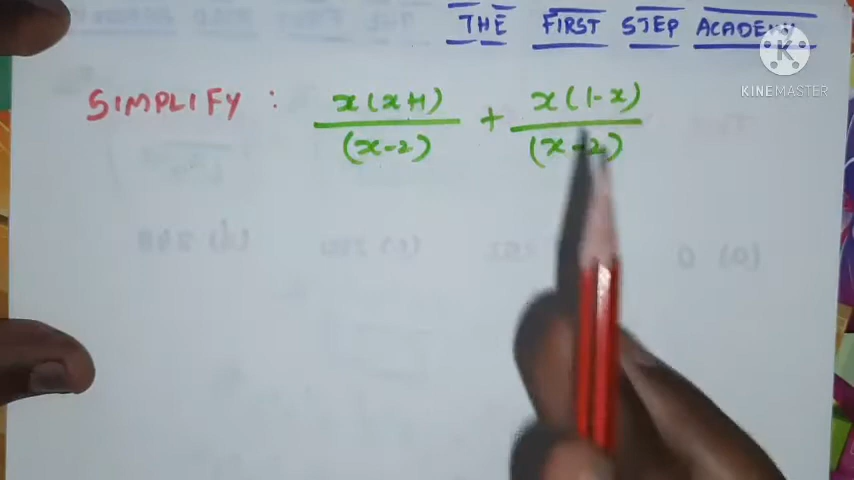 THE FIRST STEP ACADEMY
KINEMASTER
SIMPLIFY : x(x+1)/(x-2) + x(1-x)/(x-2)